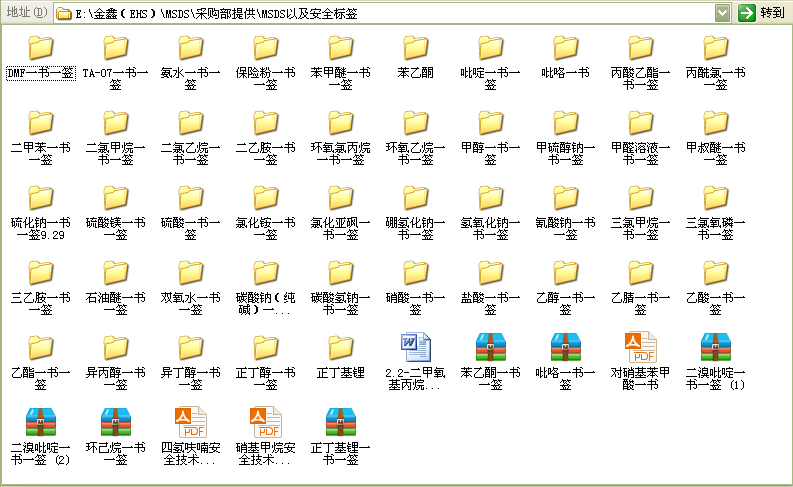 地址(D) E:\金鑫(EHS)\MSDS\采购部提供\MSDS以及安全标签 转到
DMF一书一签
TA-07一书一
签
氨水一书一
签
保险粉一书
一签
苯甲醚一书
一签
苯乙酮
吡啶一书一
签
吡咯一书
丙酸乙酯一
书一签
丙酰氯一书
一签
二甲苯一书
一签
二氯甲烷一
书一签
二氯乙烷一
书一签
二乙胺一书
一签
环氧氯丙烷
一书一签
环氧乙烷一
书一签
甲醇一书一
签
甲硫醇钠一
书一签
甲醛溶液一
书一签
甲叔醚一书
一签
硫化钠一书
一签9.29
硫酸镁一书
一签
硫酸一书一
签
氯化铵一书
一签
氯化亚砜一
书一签
硼氢化钠一
书一签
氢氧化钠一
书一签
氰酸钠一书
一签
三氯甲烷一
书一签
三氯氧磷一
书一签
三乙胺一书
一签
石油醚一书
一签
双氧水一书
一签
碳酸钠(纯
碱)一...
碳酸氢钠一
书一签
硝酸一书一
签
盐酸一书一
签
乙醇一书一
签
乙腈一书一
签
乙酸一书一
签
乙酯一书一
签
异丙醇一书
一签
异丁醇一书
一签
正丁醇一书
一签
正丁基锂
2.2-二甲氧
基丙烷...
苯乙酮一书
一签
吡咯一书一
签
对硝基苯甲
酸一书
二溴吡啶一
书一签 (1)
二溴吡啶一
书一签 (2)
环己烷一书
一签
四氢呋喃安
全技术...
硝基甲烷安
全技术...
正丁基锂一
书一签